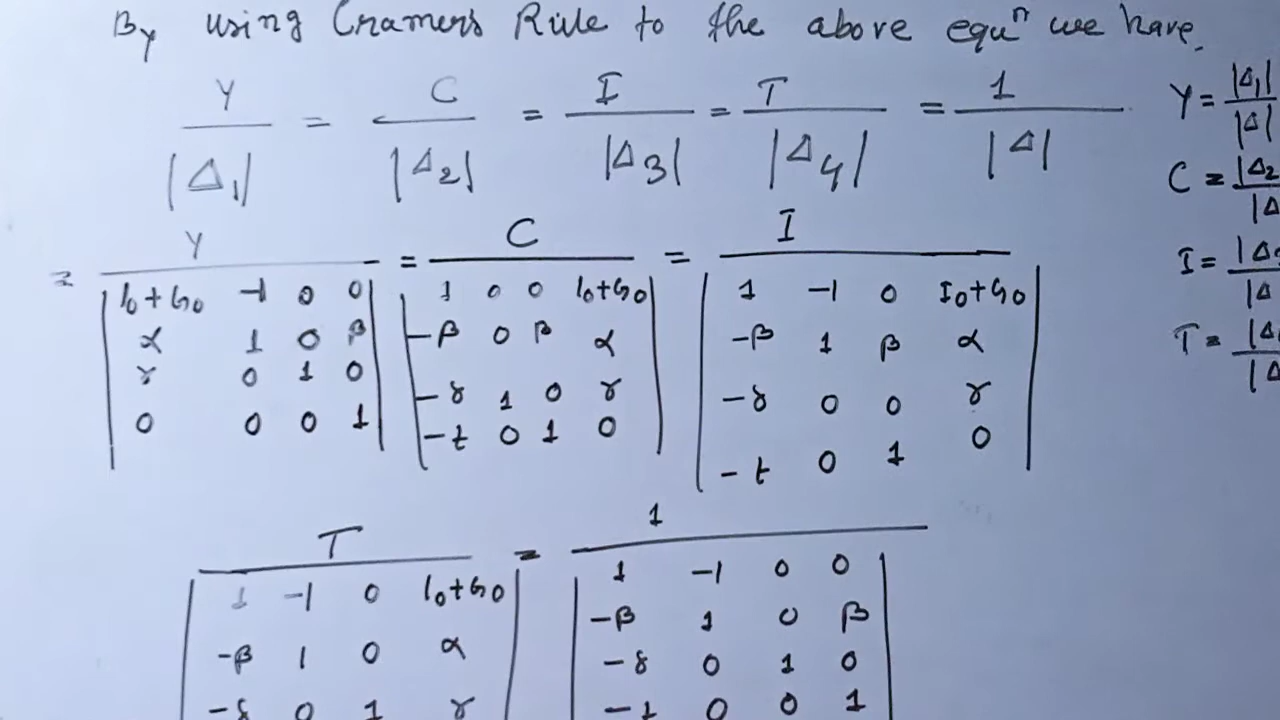 By using Cramers Rule to the above equⁿ we have.
Y/|Δ₁| = C/|Δ₂| = I/|Δ₃| = T/|Δ₄| = 1/|Δ|
Y = |Δ₁|/|Δ|
C = |Δ₂/|Δ
I = |Δ₃/|Δ
T = |Δ/|Δ
= Y = C = I
I₀+G₀ -1 0 0
α 1 0 β
γ 0 1 0
0 0 0 1
1 0 0 I₀+G₀
-β 0 β α
-δ 1 0 γ
-t 0 1 0
1 -1 0 I₀+G₀
-β 1 β α
-δ 0 0 γ
-t 0 1 0
T = 1
1 -1 0 I₀+G₀
-β 1 0 α
-δ 0 1 γ
1 -1 0 0
-β 1 0 β
-δ 0 1 0
-t 0 0 1